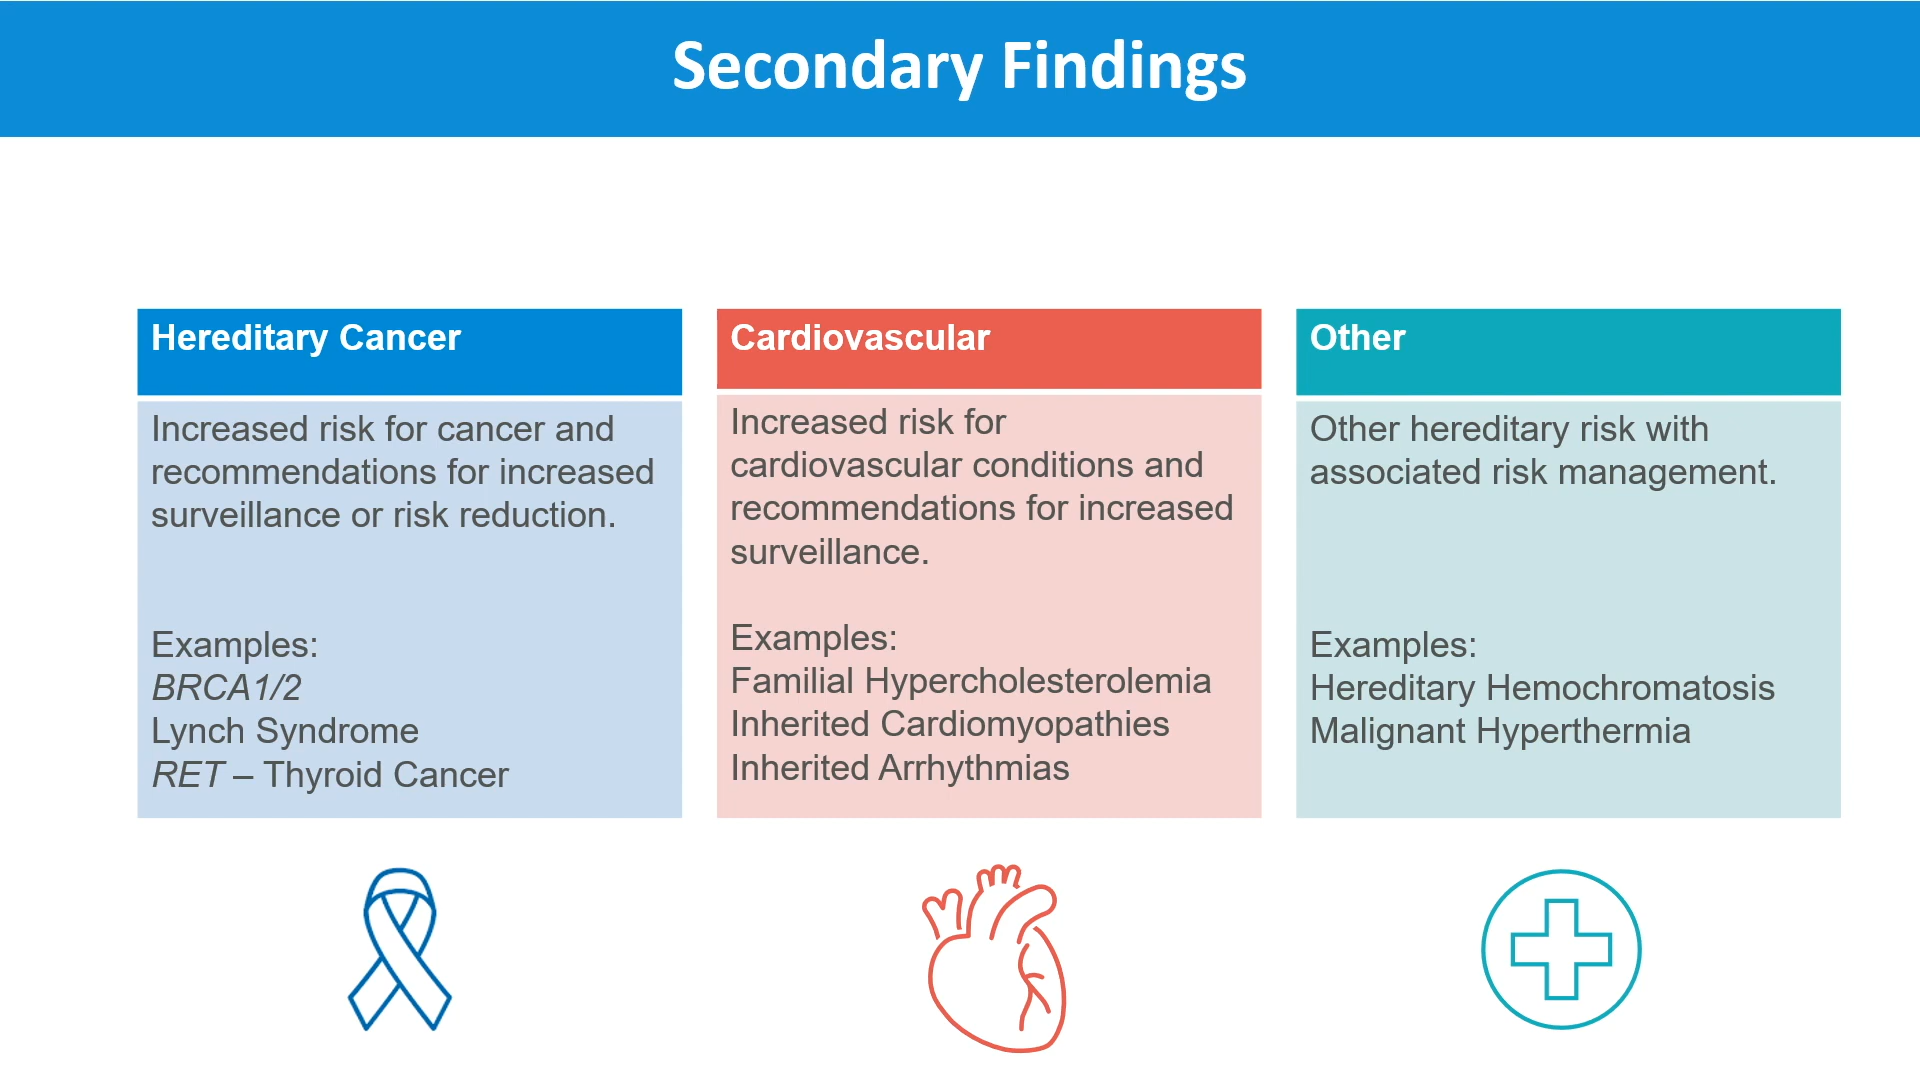 Secondary Findings
Hereditary Cancer
Increased risk for cancer and
recommendations for increased
surveillance or risk reduction.
Examples:
BRCA1/2
Lynch Syndrome
RET – Thyroid Cancer
Cardiovascular
Increased risk for
cardiovascular conditions and
recommendations for increased
surveillance.
Examples:
Familial Hypercholesterolemia
Inherited Cardiomyopathies
Inherited Arrhythmias
Other
Other hereditary risk with
associated risk management.
Examples:
Hereditary Hemochromatosis
Malignant Hyperthermia